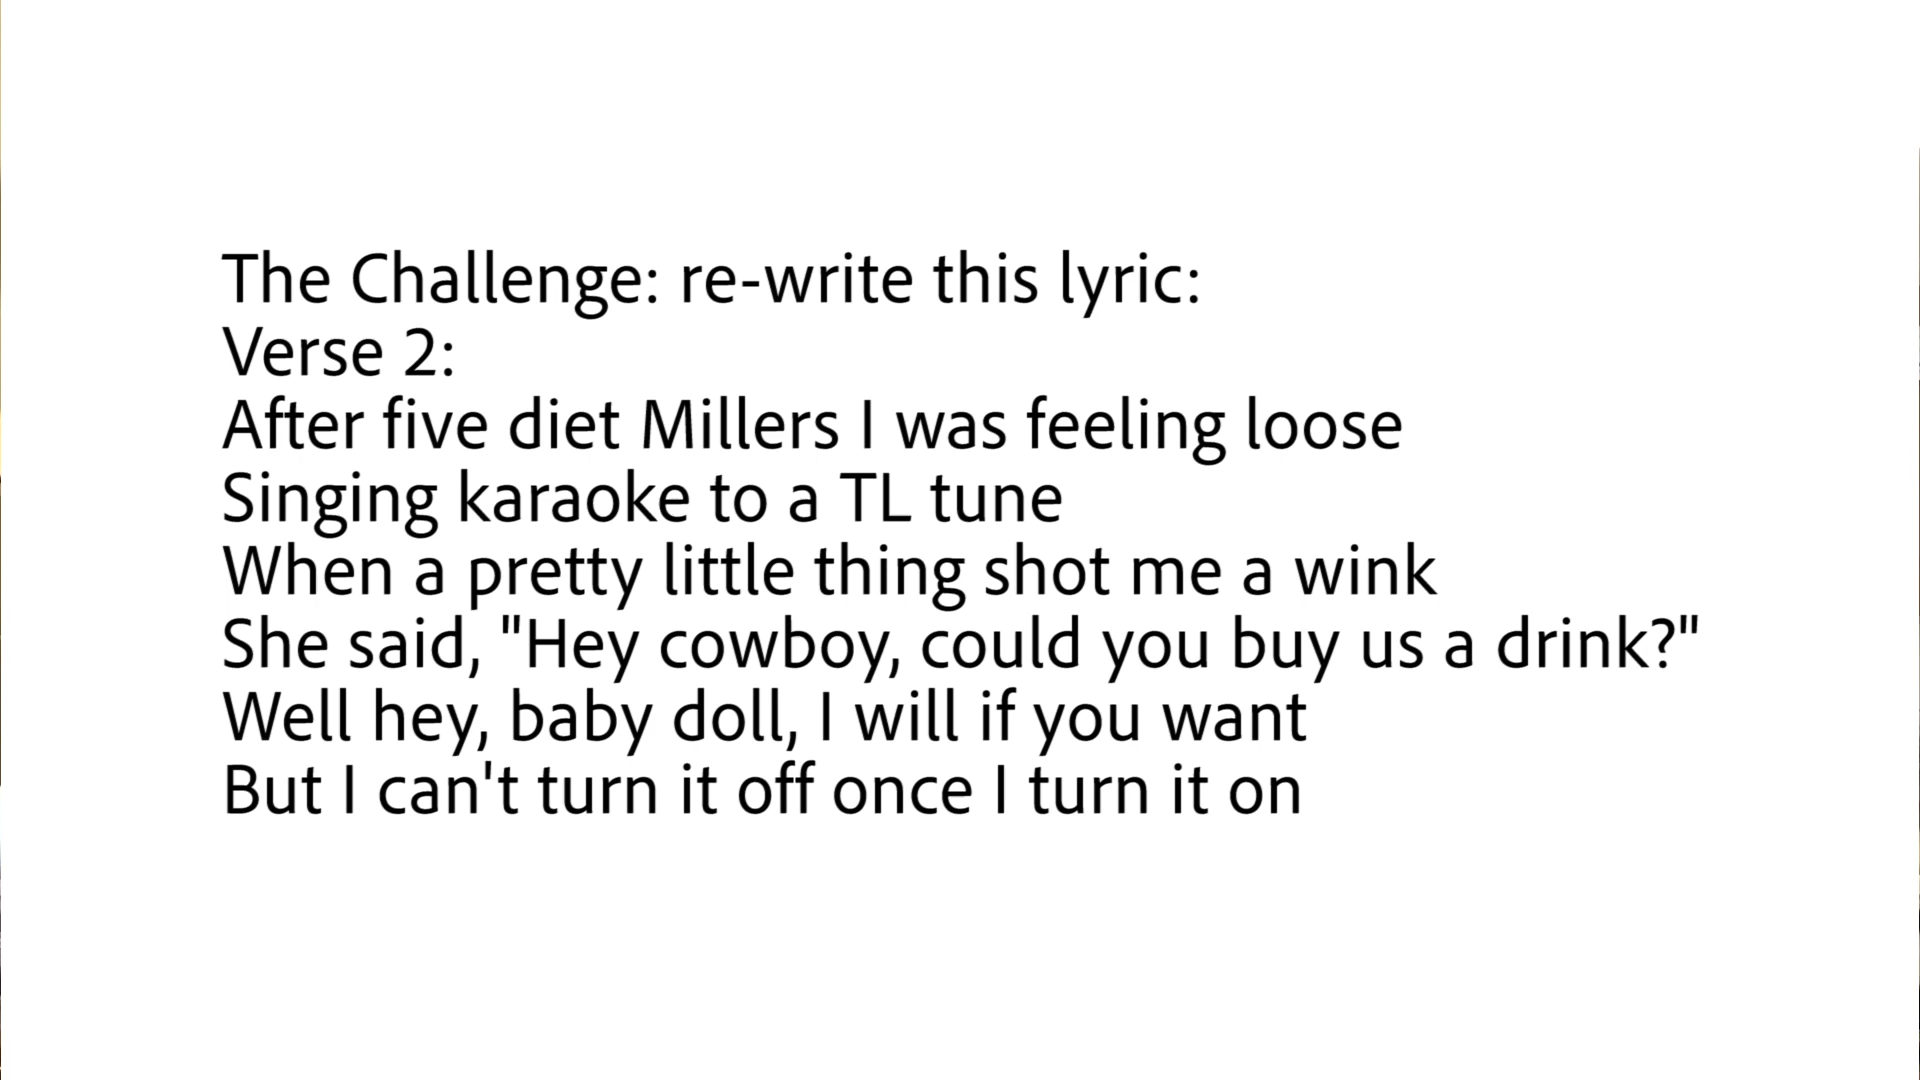 The Challenge: re-write this lyric:
Verse 2:
After five diet Millers I was feeling loose
Singing karaoke to a TL tune
When a pretty little thing shot me a wink
She said, "Hey cowboy, could you buy us a drink?"
Well hey, baby doll, I will if you want
But I can't turn it off once I turn it on